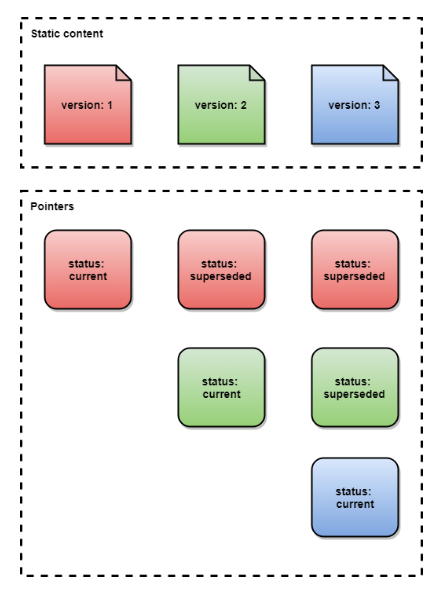 Static content
version: 1
version: 2
version: 3
Pointers
status:
current
status:
superseded
status:
superseded
status:
current
status:
superseded
status:
current